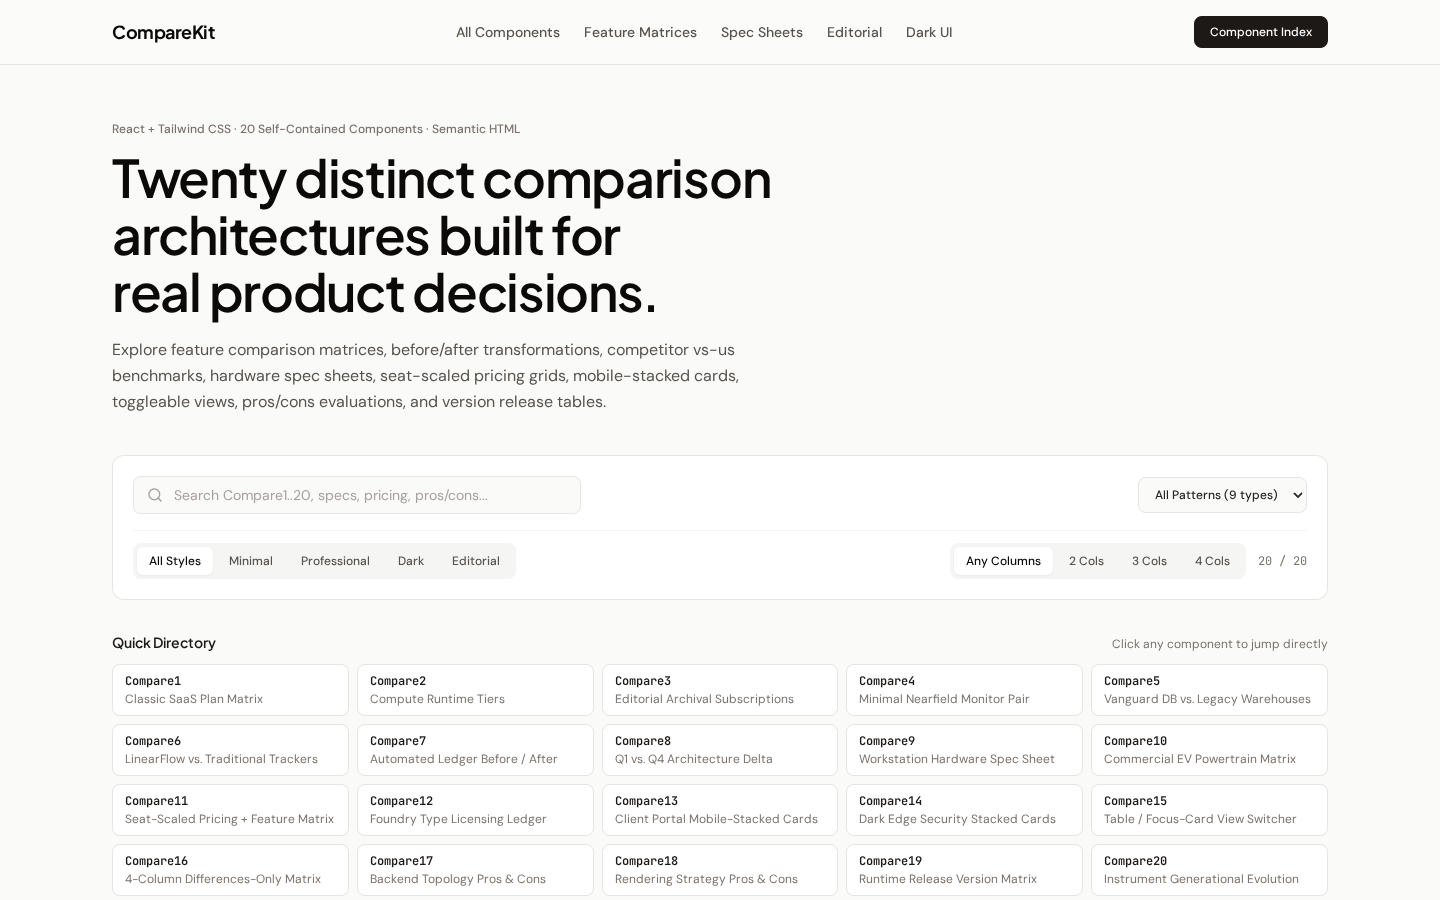 CompareKit
All Components
Feature Matrices
Spec Sheets
Editorial
Dark UI
Component Index
React + Tailwind CSS · 20 Self-Contained Components · Semantic HTML
Twenty distinct comparison
architectures built for
real product decisions.
Explore feature comparison matrices, before/after transformations, competitor vs-us
benchmarks, hardware spec sheets, seat-scaled pricing grids, mobile-stacked cards,
toggleable views, pros/cons evaluations, and version release tables.
Search Compare1..20, specs, pricing, pros/cons...
All Patterns (9 types)
All Styles
Minimal
Professional
Dark
Editorial
Any Columns
2 Cols
3 Cols
4 Cols
20 / 20
Quick Directory
Click any component to jump directly
Compare1
Classic SaaS Plan Matrix
Compare2
Compute Runtime Tiers
Compare3
Editorial Archival Subscriptions
Compare4
Minimal Nearfield Monitor Pair
Compare5
Vanguard DB vs. Legacy Warehouses
Compare6
LinearFlow vs. Traditional Trackers
Compare7
Automated Ledger Before / After
Compare8
Q1 vs. Q4 Architecture Delta
Compare9
Workstation Hardware Spec Sheet
Compare10
Commercial EV Powertrain Matrix
Compare11
Seat-Scaled Pricing + Feature Matrix
Compare12
Foundry Type Licensing Ledger
Compare13
Client Portal Mobile-Stacked Cards
Compare14
Dark Edge Security Stacked Cards
Compare15
Table / Focus-Card View Switcher
Compare16
4-Column Differences-Only Matrix
Compare17
Backend Topology Pros & Cons
Compare18
Rendering Strategy Pros & Cons
Compare19
Runtime Release Version Matrix
Compare20
Instrument Generational Evolution